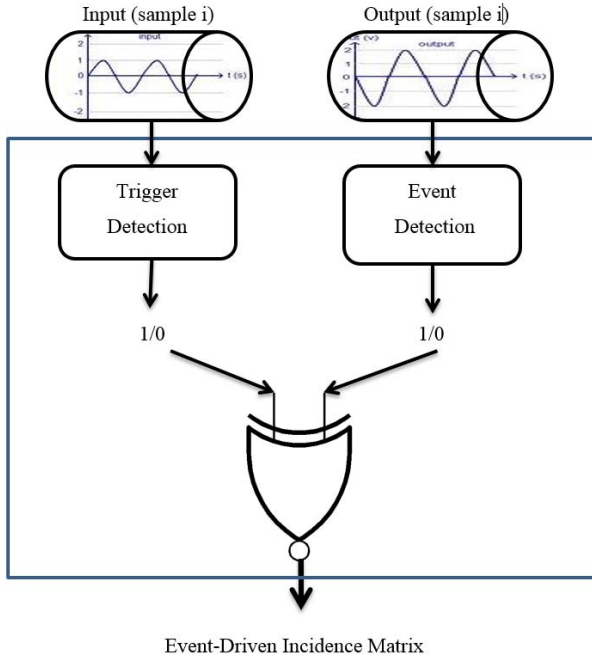 Input (sample i)
Output (sample i)
input
2
1
0
-1
-2
t (s)
(v)
output
2
1
0
-1
-2
t (s)
Trigger
Detection
Event
Detection
1/0
1/0
Event-Driven Incidence Matrix